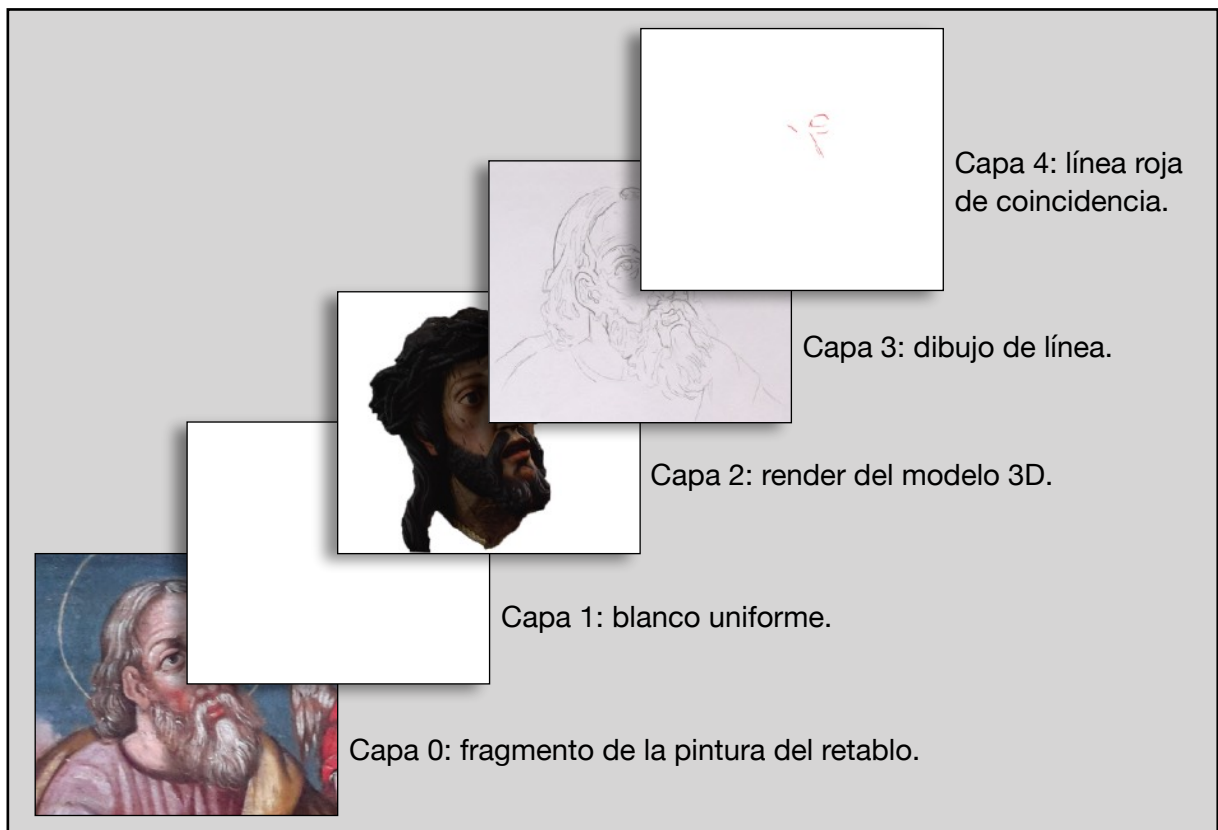 Capa 4: línea roja
de coincidencia.
Capa 3: dibujo de línea.
Capa 2: render del modelo 3D.
Capa 1: blanco uniforme.
Capa 0: fragmento de la pintura del retablo.